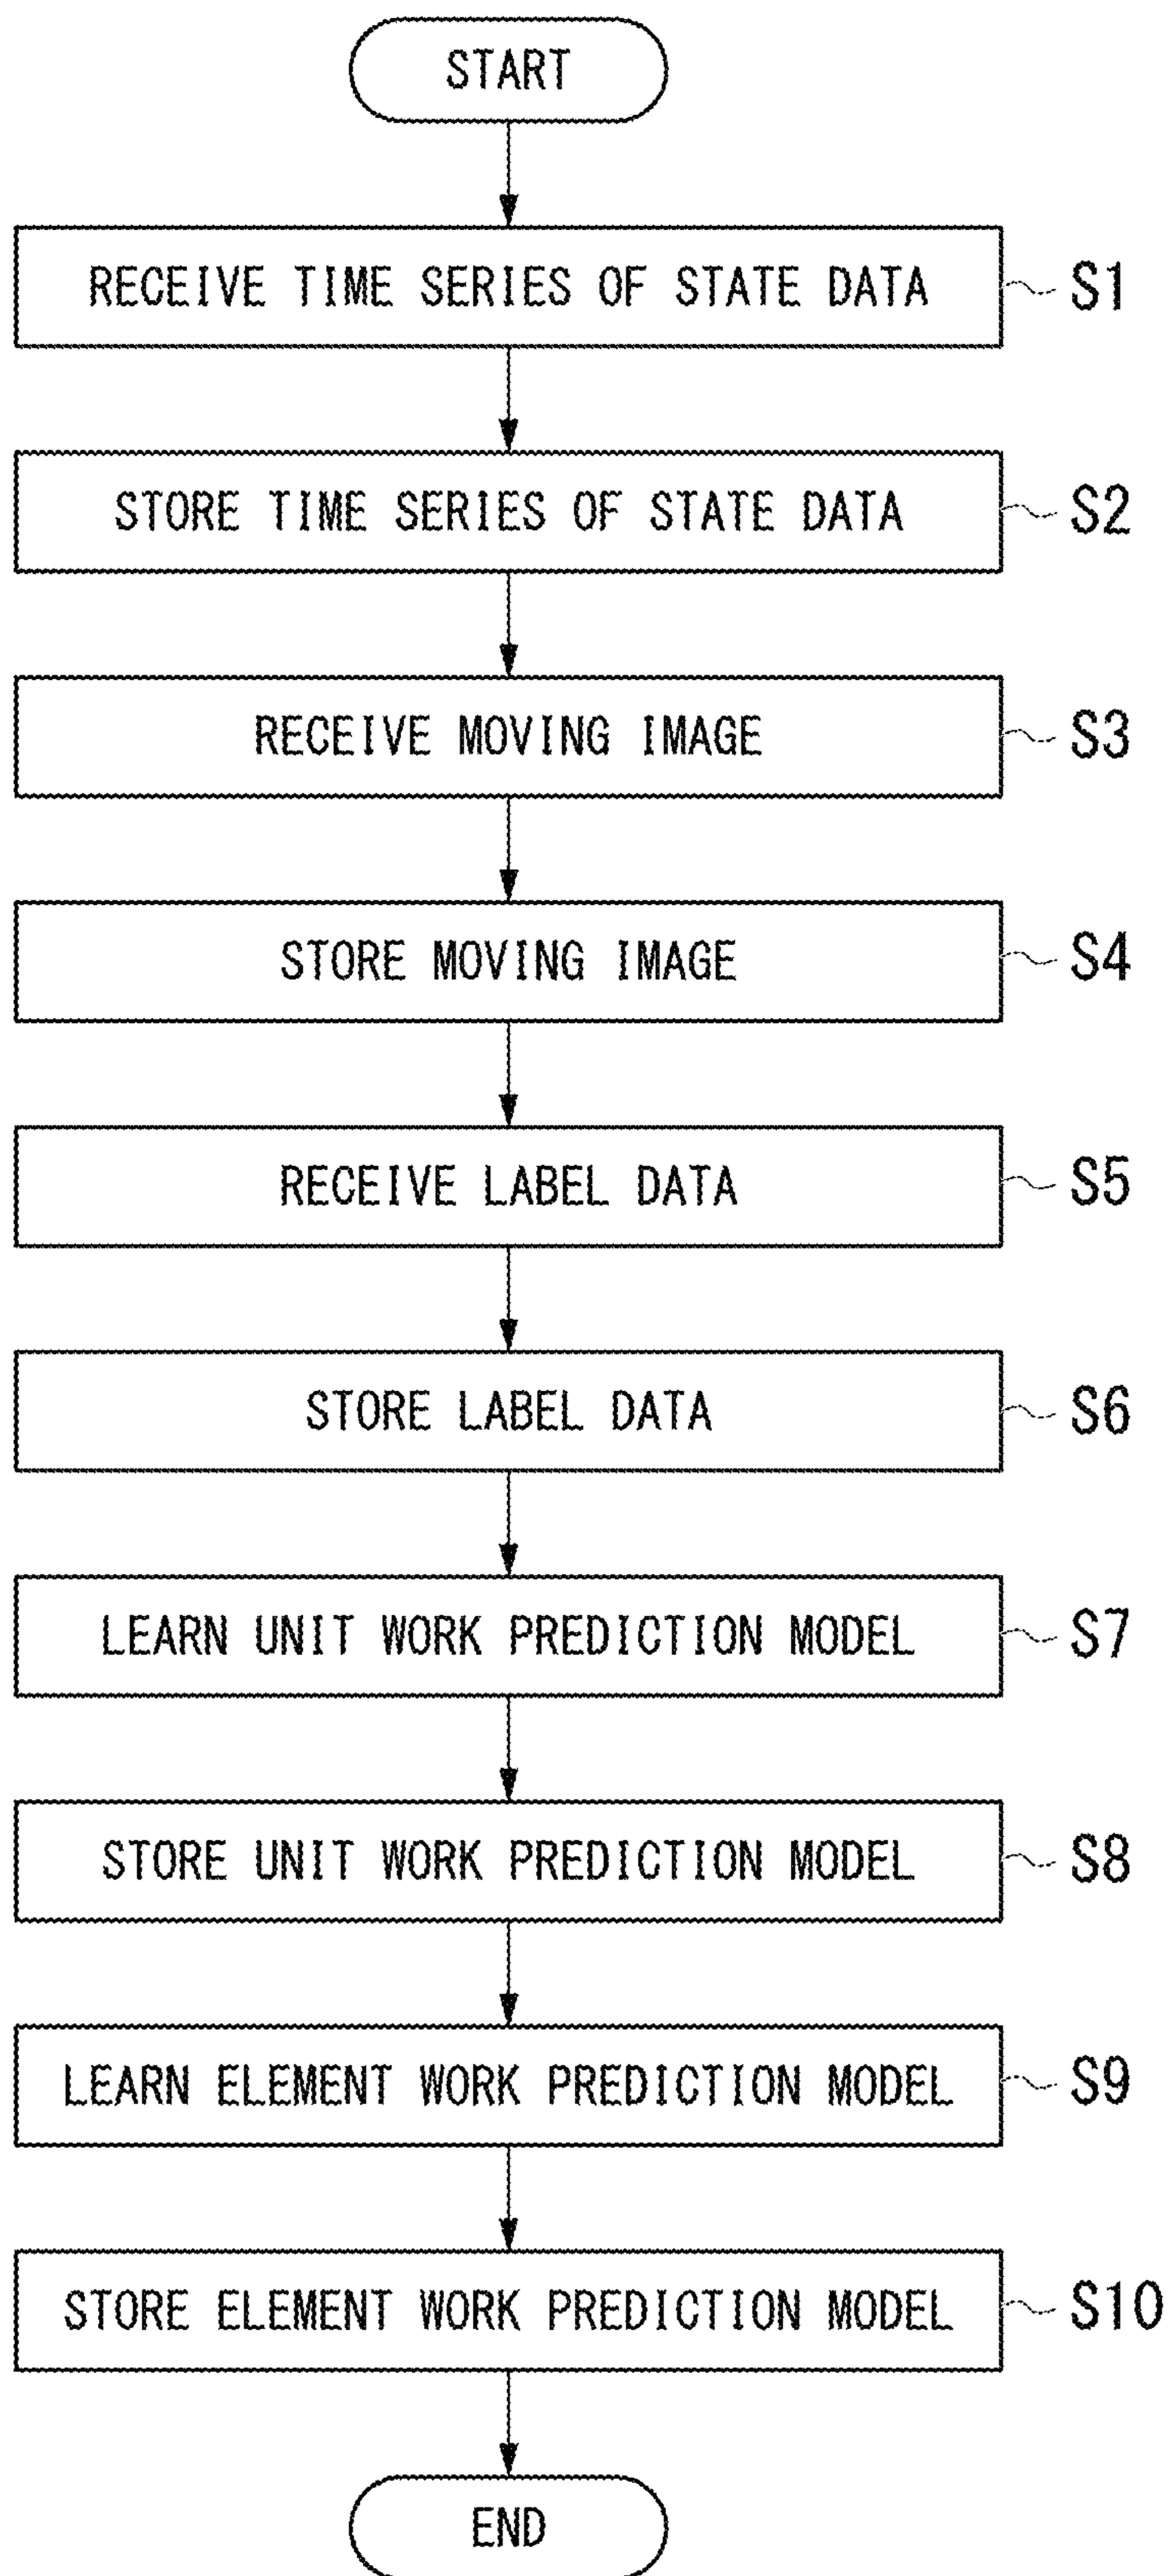 START
RECEIVE TIME SERIES OF STATE DATA S1
STORE TIME SERIES OF STATE DATA S2
RECEIVE MOVING IMAGE S3
STORE MOVING IMAGE S4
RECEIVE LABEL DATA S5
STORE LABEL DATA S6
LEARN UNIT WORK PREDICTION MODEL S7
STORE UNIT WORK PREDICTION MODEL S8
LEARN ELEMENT WORK PREDICTION MODEL S9
STORE ELEMENT WORK PREDICTION MODEL S10
END